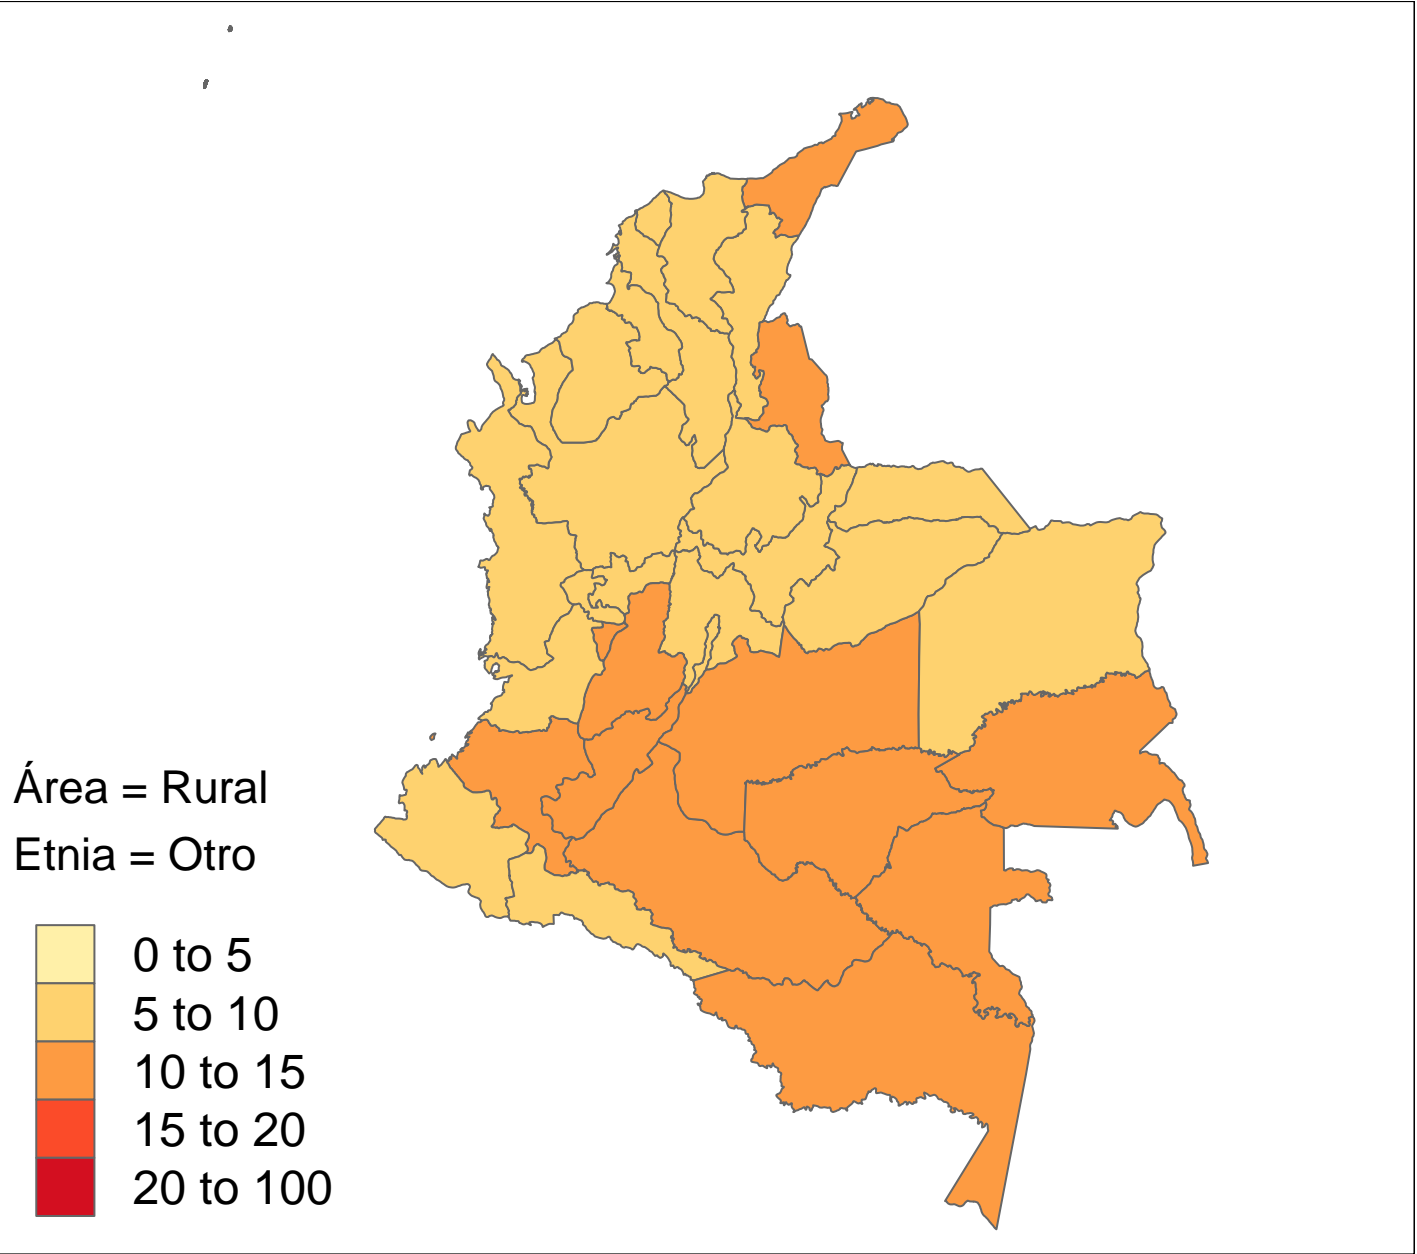 Área = Rural
Etnia = Otro
0 to 5
5 to 10
10 to 15
15 to 20
20 to 100